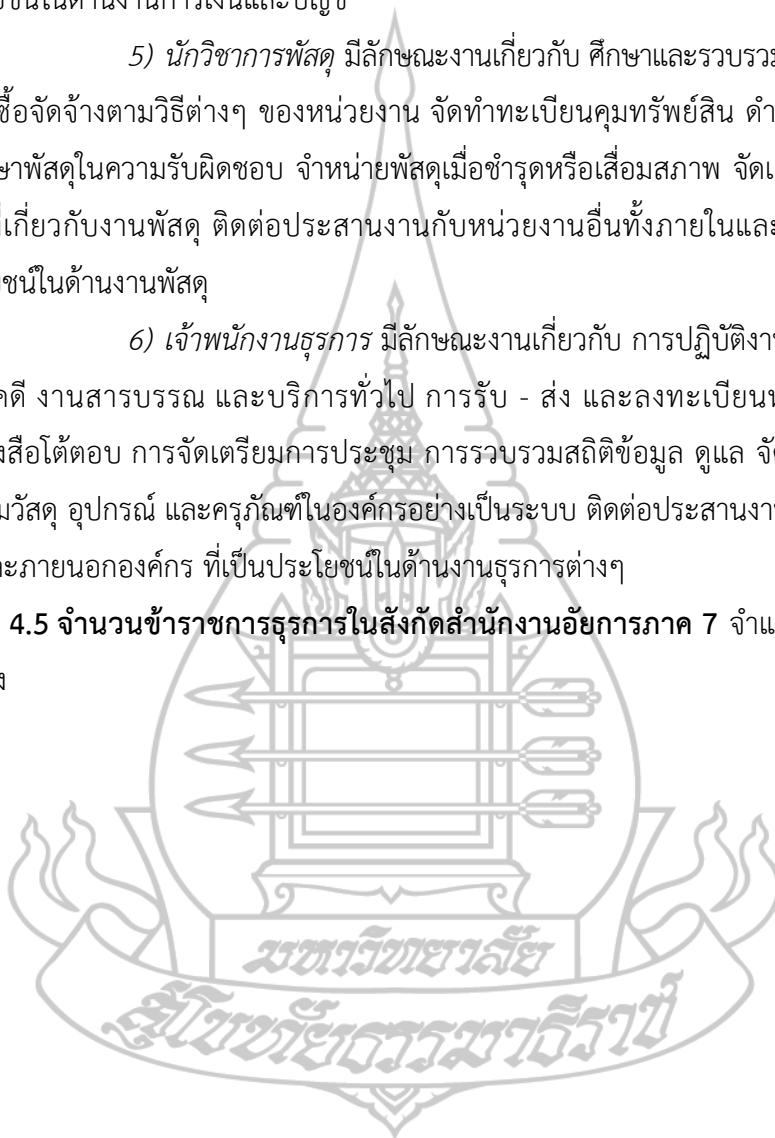 ชน์ในด้านงานการเงินและบัญชี
5) นักวิชาการพัสดุ มีลักษณะงานเกี่ยวกับ ศึกษาและรวบรวม
ซื้อจัดจ้างตามวิธีต่างๆ ของหน่วยงาน จัดทำทะเบียนคุมทรัพย์สิน ดำ
ษาพัสดุในความรับผิดชอบ จำหน่ายพัสดุเมื่อชำรุดหรือเสื่อมสภาพ จัด
เกี่ยวกับงานพัสดุ ติดต่อประสานงานกับหน่วยงานอื่นทั้งภายในและ
ชน์ในด้านงานพัสดุ
6) เจ้าพนักงานธุรการ มีลักษณะงานเกี่ยวกับ การปฏิบัติงา
คดี งานสารบรรณ และบริการทั่วไป การรับ - ส่ง และลงทะเบียน
สือโต้ตอบ การจัดเตรียมการประชุม การรวบรวมสถิติข้อมูล ดูแล จั
มวัสดุ อุปกรณ์ และครุภัณฑ์ในองค์กรอย่างเป็นระบบ ติดต่อประสานงา
ะภายนอกองค์กร ที่เป็นประโยชน์ในด้านงานธุรการต่างๆ
4.5 จำนวนข้าราชการธุรการในสังกัดสำนักงานอัยการภาค 7 จำแ
ง
มหาวิทยาลัย
สุโขทัยธรรมาธิราช